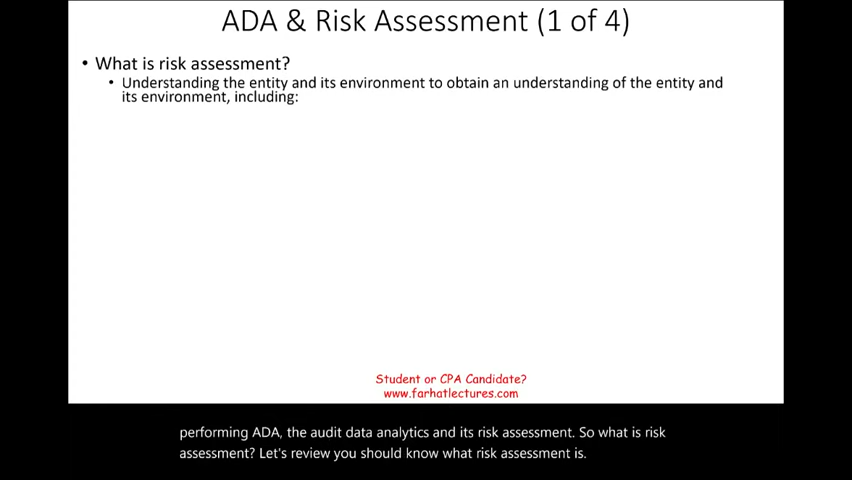 ADA & Risk Assessment (1 of 4)
• What is risk assessment?
• Understanding the entity and its environment to obtain an understanding of the entity and
its environment, including:
Student or CPA Candidate?
www.farhatlectures.com
performing ADA, the audit data analytics and its risk assessment. So what is risk
assessment? Let's review you should know what risk assessment is.